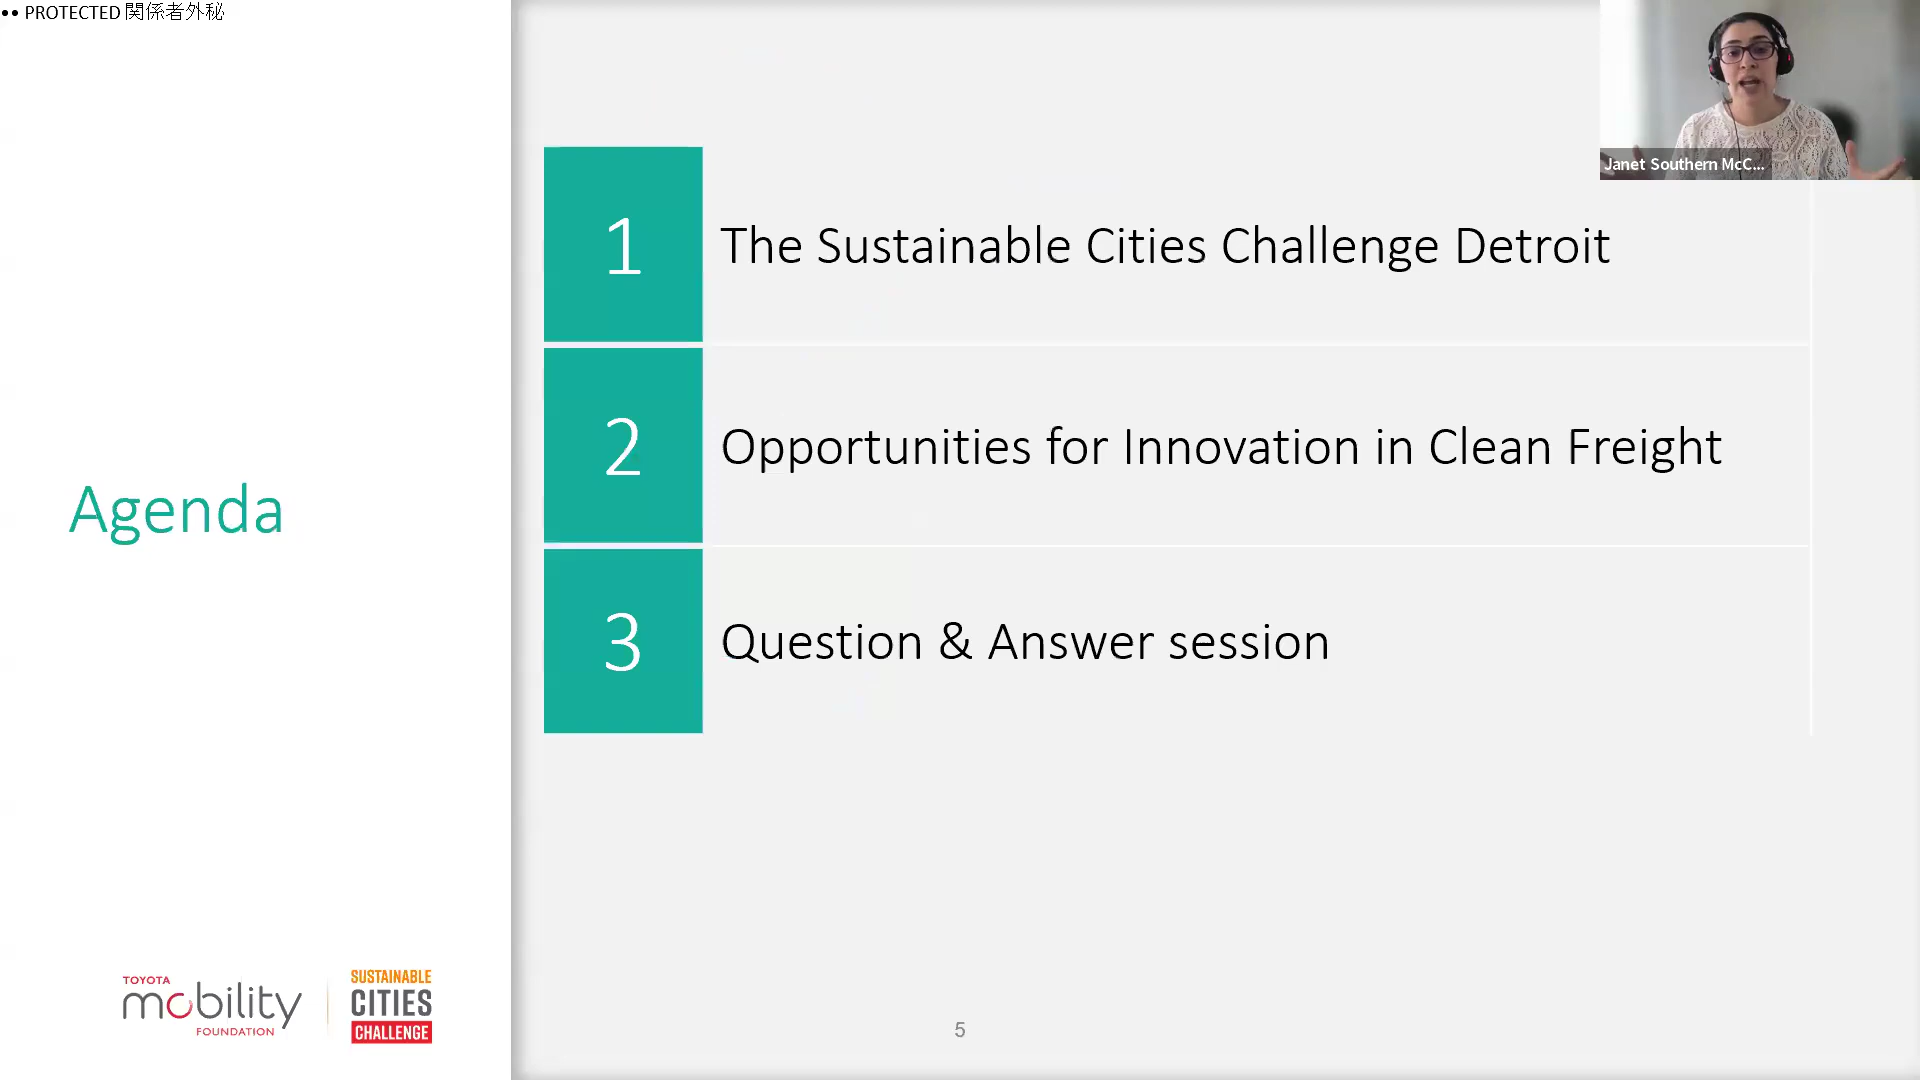 •• PROTECTED 関係者外秘
Janet Southern McC...
1
The Sustainable Cities Challenge Detroit
2
Opportunities for Innovation in Clean Freight
Agenda
3
Question & Answer session
TOYOTA
mobility
FOUNDATION
SUSTAINABLE
CITIES
CHALLENGE
5